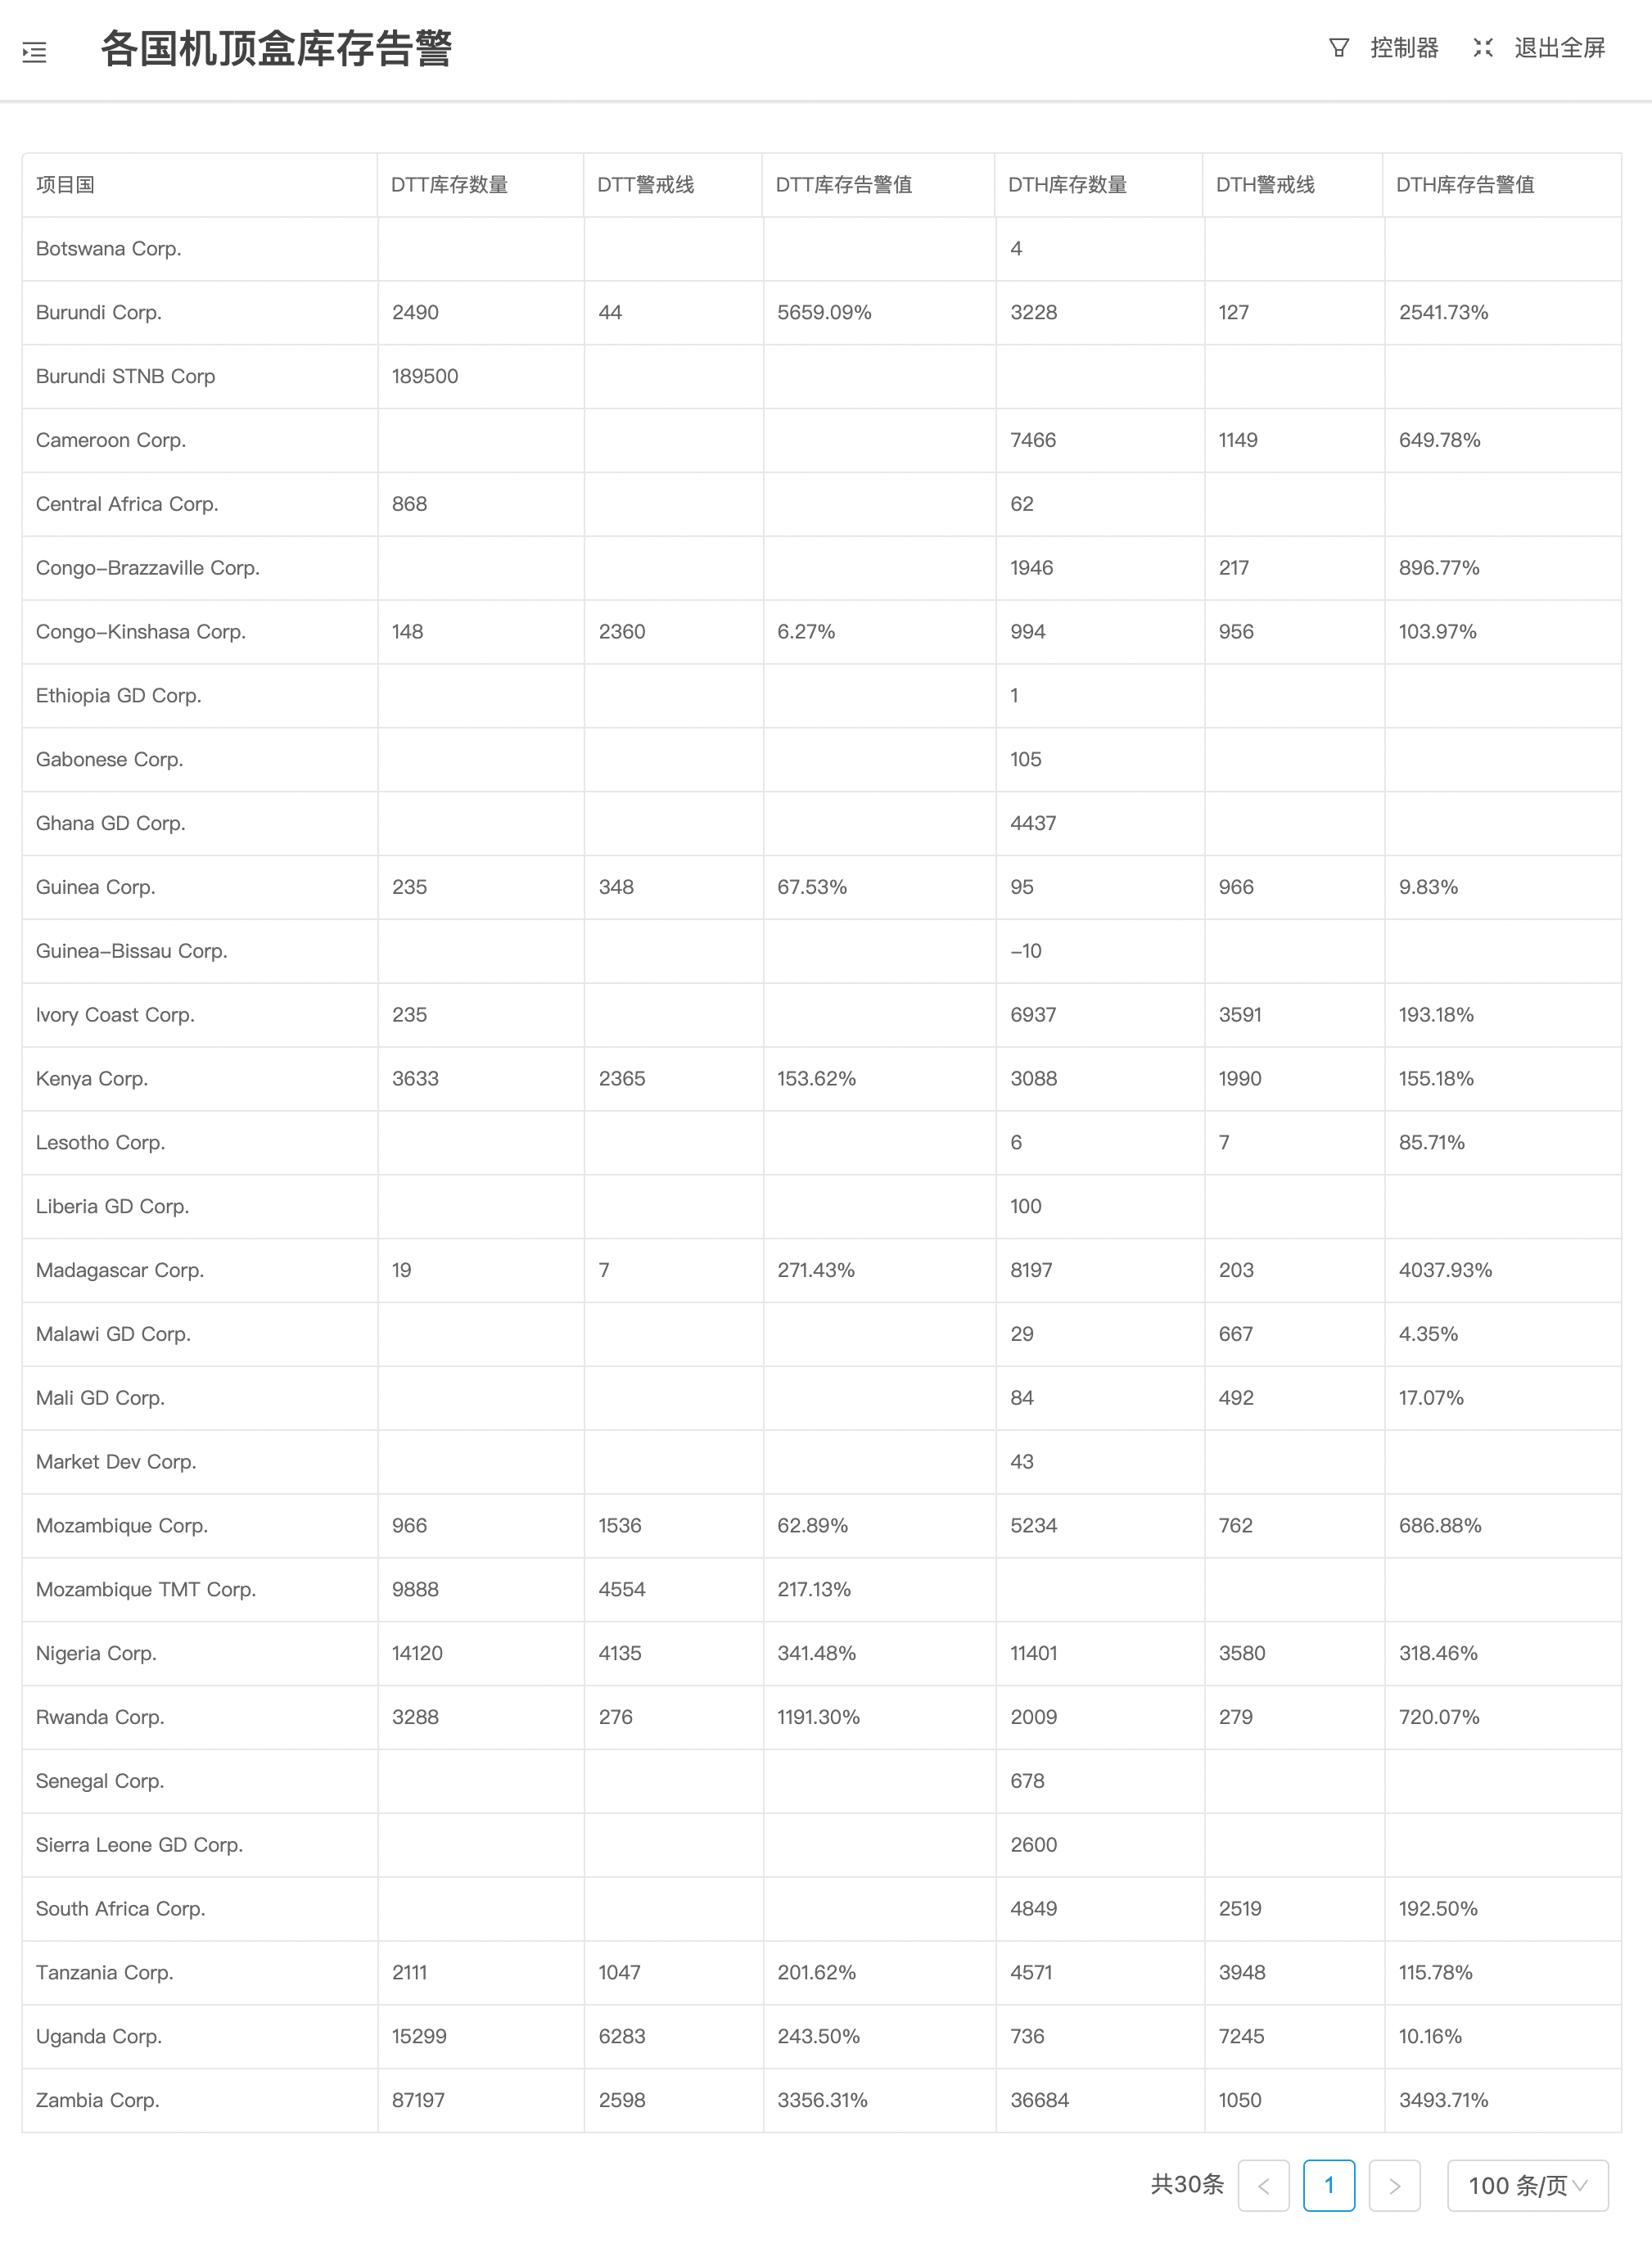 各国机顶盒库存告警
控制器 退出全屏
项目国 DTT库存数量 DTT警戒线 DTT库存告警值 DTH库存数量 DTH警戒线 DTH库存告警值
Botswana Corp. 4
Burundi Corp. 2490 44 5659.09% 3228 127 2541.73%
Burundi STNB Corp 189500
Cameroon Corp. 7466 1149 649.78%
Central Africa Corp. 868 62
Congo-Brazzaville Corp. 1946 217 896.77%
Congo-Kinshasa Corp. 148 2360 6.27% 994 956 103.97%
Ethiopia GD Corp. 1
Gabonese Corp. 105
Ghana GD Corp. 4437
Guinea Corp. 235 348 67.53% 95 966 9.83%
Guinea-Bissau Corp. -10
Ivory Coast Corp. 235 6937 3591 193.18%
Kenya Corp. 3633 2365 153.62% 3088 1990 155.18%
Lesotho Corp. 6 7 85.71%
Liberia GD Corp. 100
Madagascar Corp. 19 7 271.43% 8197 203 4037.93%
Malawi GD Corp. 29 667 4.35%
Mali GD Corp. 84 492 17.07%
Market Dev Corp. 43
Mozambique Corp. 966 1536 62.89% 5234 762 686.88%
Mozambique TMT Corp. 9888 4554 217.13%
Nigeria Corp. 14120 4135 341.48% 11401 3580 318.46%
Rwanda Corp. 3288 276 1191.30% 2009 279 720.07%
Senegal Corp. 678
Sierra Leone GD Corp. 2600
South Africa Corp. 4849 2519 192.50%
Tanzania Corp. 2111 1047 201.62% 4571 3948 115.78%
Uganda Corp. 15299 6283 243.50% 736 7245 10.16%
Zambia Corp. 87197 2598 3356.31% 36684 1050 3493.71%
共30条 < 1 > 100 条/页